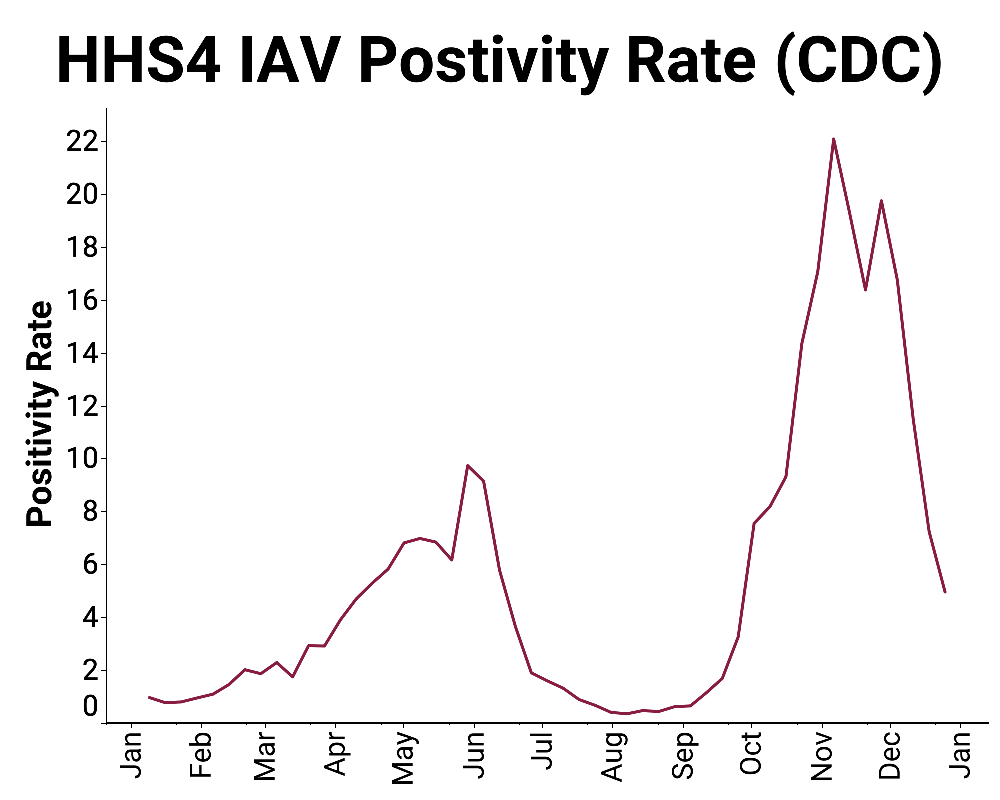 HHS4 IAV Postivity Rate (CDC)
Positivity Rate
22
20
18
16
14
12
10
8
6
4
2
0
Jan
Feb
Mar
Apr
May
Jun
Jul
Aug
Sep
Oct
Nov
Dec
Jan